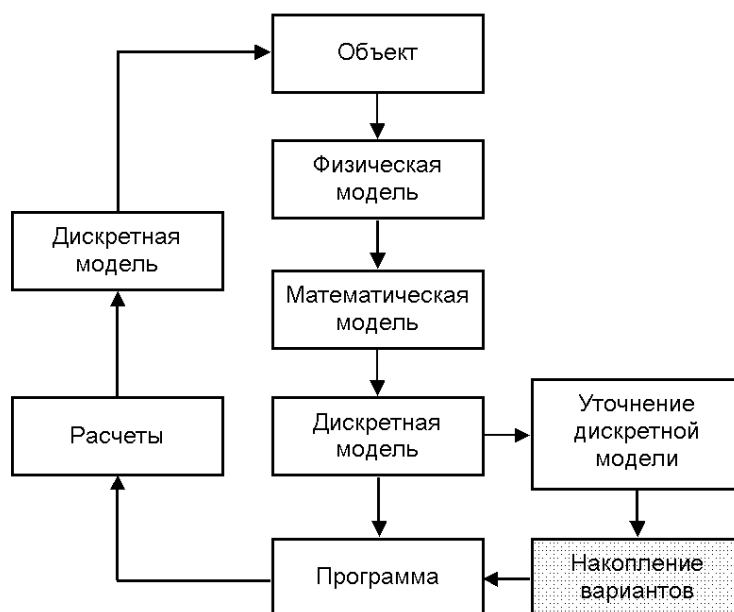 Объект
Физическая
модель
Дискретная
модель
Математическая
модель
Расчеты
Дискретная
модель
Уточнение
дискретной
модели
Программа
Накопление
вариантов